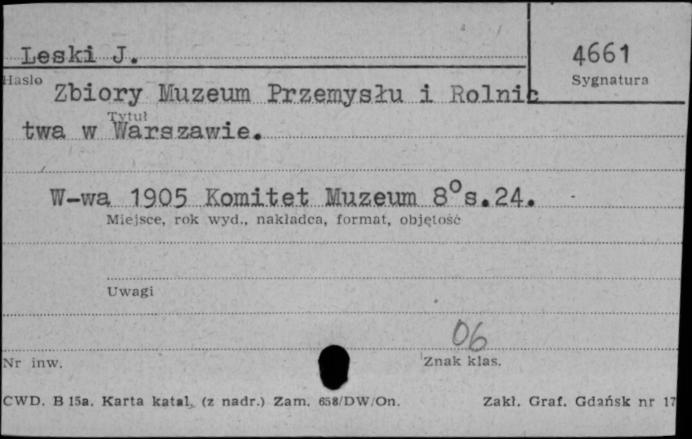 Leski J.
4661
Hasło
Sygnatura
Zbiory Muzeum Przemysłu i Rolnic
Tytuł
twa w Warszawie.
W-wa 1905 Komitet Muzeum 8° s.24.
Miejsce, rok wyd., nakładca, format, objętość
Uwagi
06
Nr inw.
Znak klas.
CWD. B 15a. Karta katal. (z nadr.) Zam. 658/DW/On.
Zakł. Graf. Gdańsk nr 17